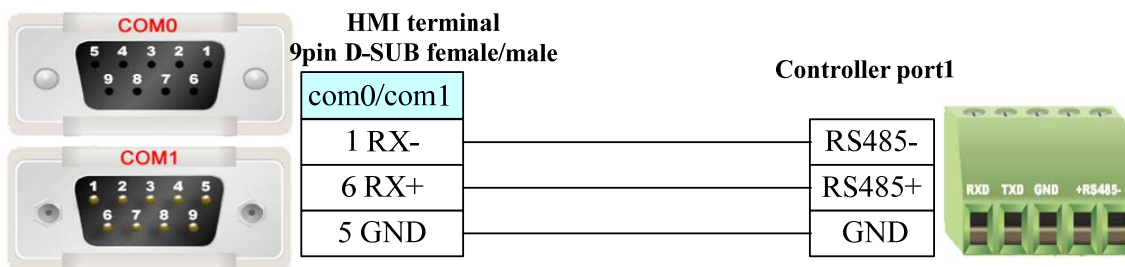 COM0
5 4 3 2 1
9 8 7 6
COM1
1 2 3 4 5
6 7 8 9
HMI terminal
9pin D-SUB female/male
com0/com1
1 RX-
6 RX+
5 GND
Controller port1
RS485-
RS485+
GND
RXD TXD GND +RS485-